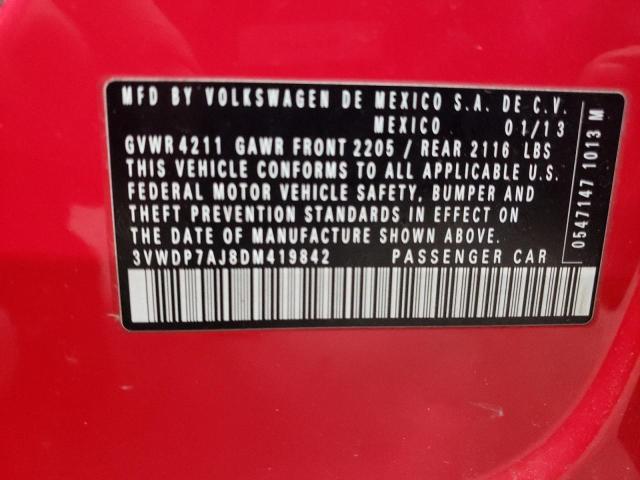 MFD BY VOLKSWAGEN DE MEXICO S.A. DE C.V.
MEXICO 01/13
GVWR 4211 GAWR FRONT 2205 / REAR 2116 LBS
THIS VEHICLE CONFORMS TO ALL APPLICABLE U.S.
FEDERAL MOTOR VEHICLE SAFETY, BUMPER AND
THEFT PREVENTION STANDARDS IN EFFECT ON
THE DATE OF MANUFACTURE SHOWN ABOVE.
3VWDP7AJ8DM419842 PASSENGER CAR
0547147 1013 M